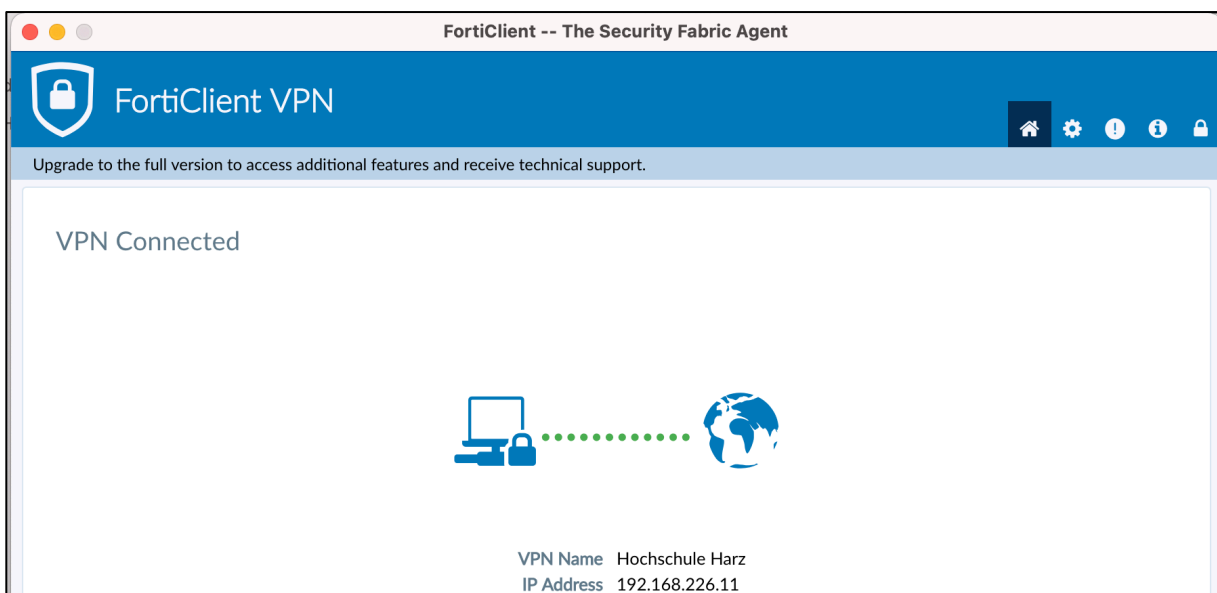 FortiClient -- The Security Fabric Agent
FortiClient VPN
Upgrade to the full version to access additional features and receive technical support.
VPN Connected
VPN Name Hochschule Harz
IP Address 192.168.226.11